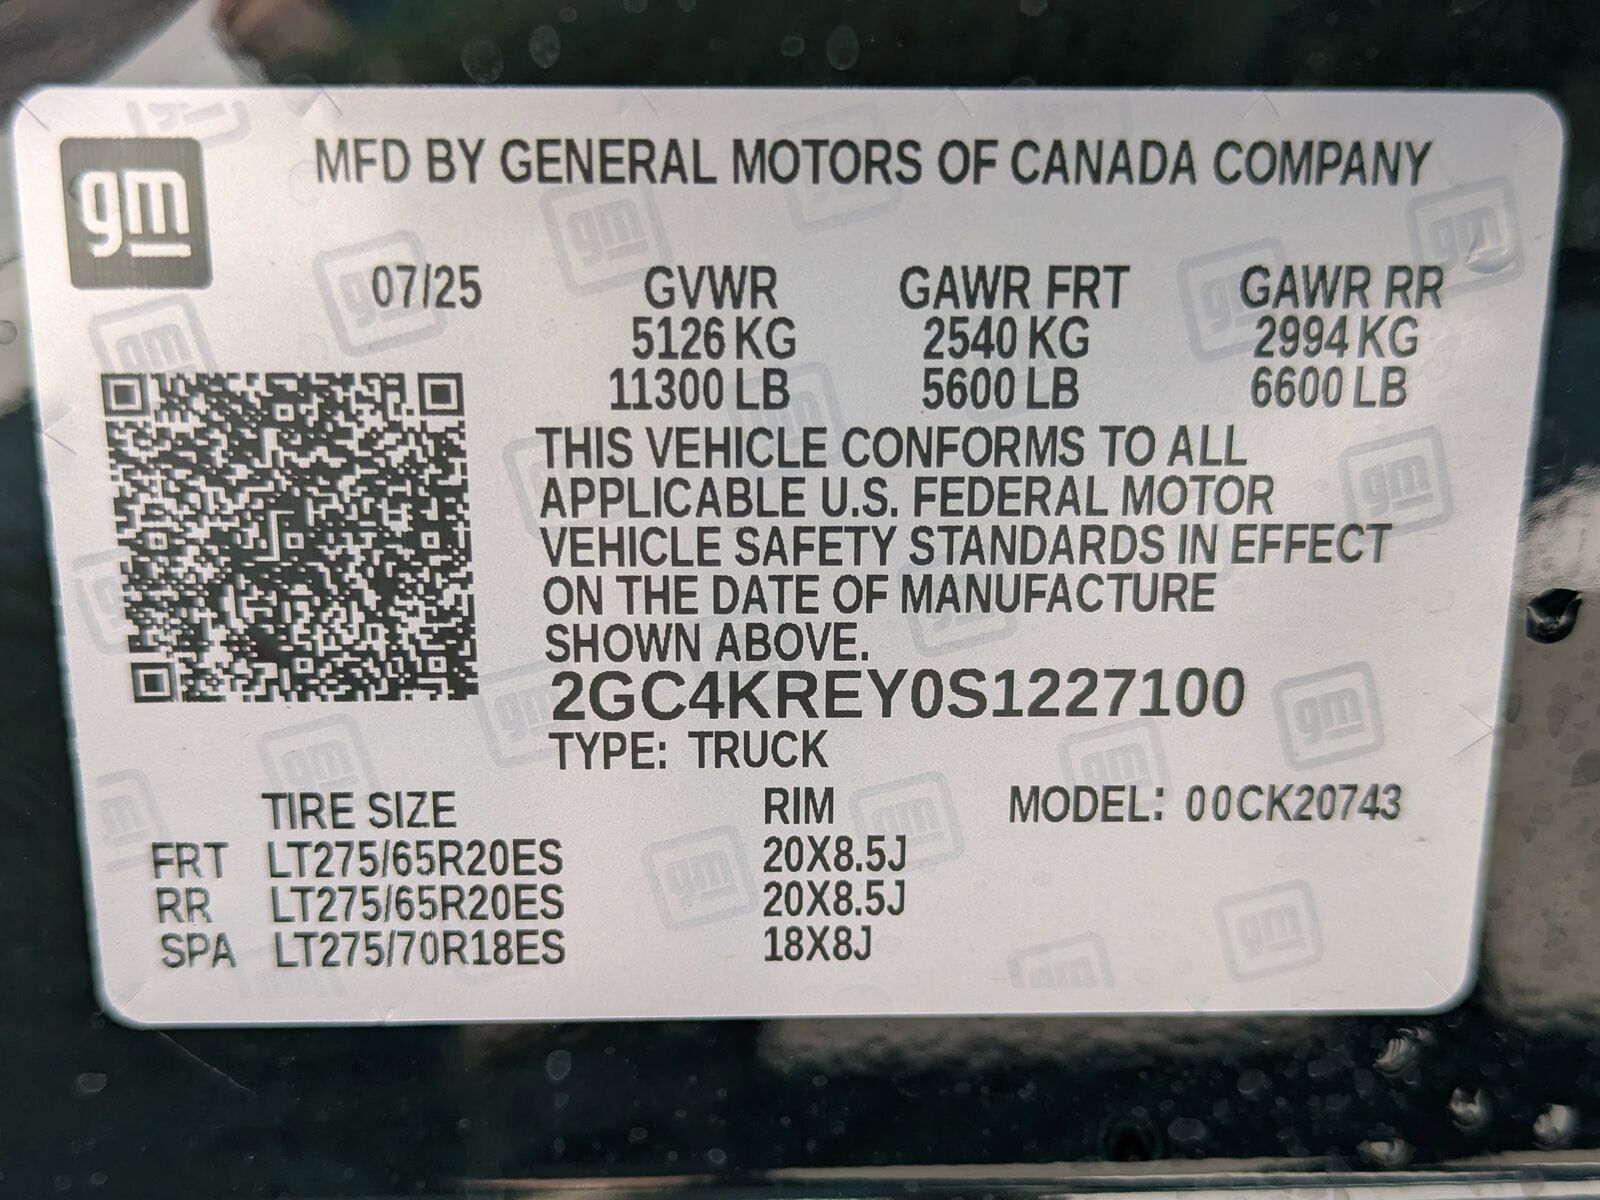 gm
MFD BY GENERAL MOTORS OF CANADA COMPANY
07/25 GVWR GAWR FRT GAWR RR
5126 KG 2540 KG 2994 KG
11300 LB 5600 LB 6600 LB
THIS VEHICLE CONFORMS TO ALL
APPLICABLE U.S. FEDERAL MOTOR
VEHICLE SAFETY STANDARDS IN EFFECT
ON THE DATE OF MANUFACTURE
SHOWN ABOVE.
2GC4KREY0S1227100
TYPE: TRUCK
TIRE SIZE RIM MODEL: 00CK20743
FRT LT275/65R20ES 20X8.5J
RR LT275/65R20ES 20X8.5J
SPA LT275/70R18ES 18X8J